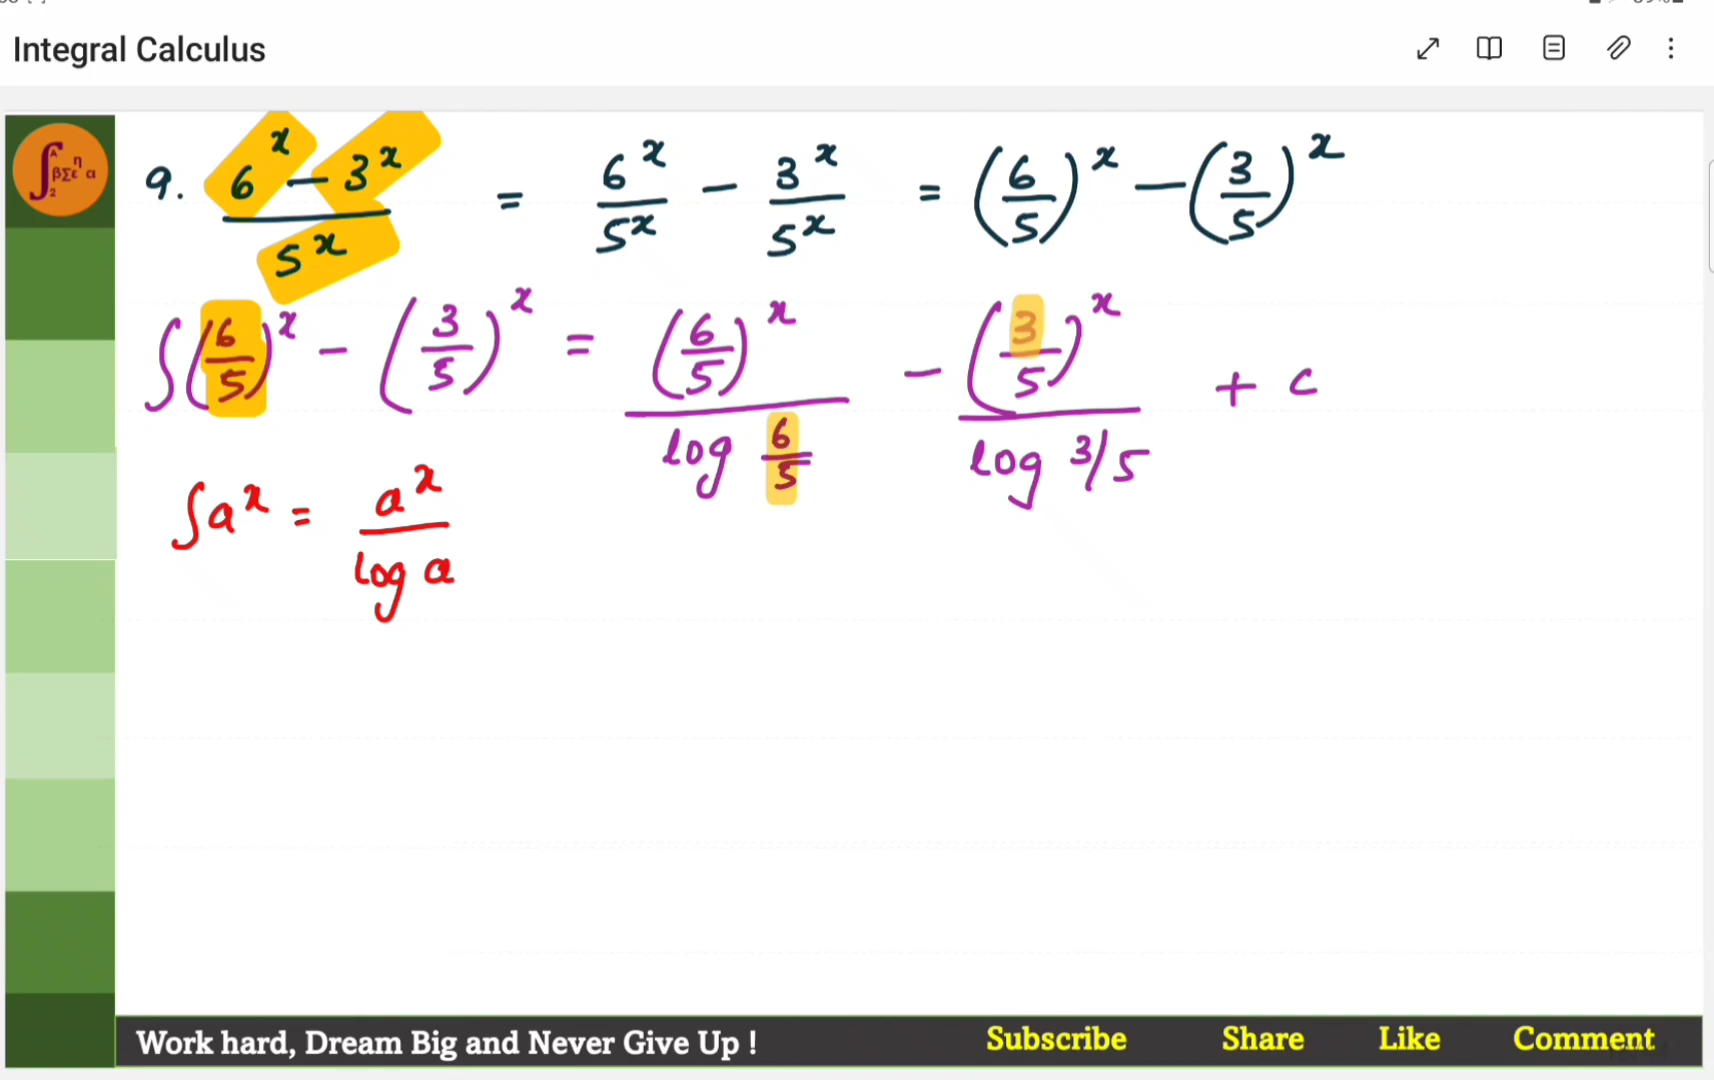 Integral Calculus
9. (6^x − 3^x)/5^x = 6^x/5^x − 3^x/5^x = (6/5)^x − (3/5)^x
∫(6/5)^x − (3/5)^x = (6/5)^x/log 6/5 − (3/5)^x/log 3/5 + c
∫a^x = a^x/log a
Work hard, Dream Big and Never Give Up ! Subscribe Share Like Comment